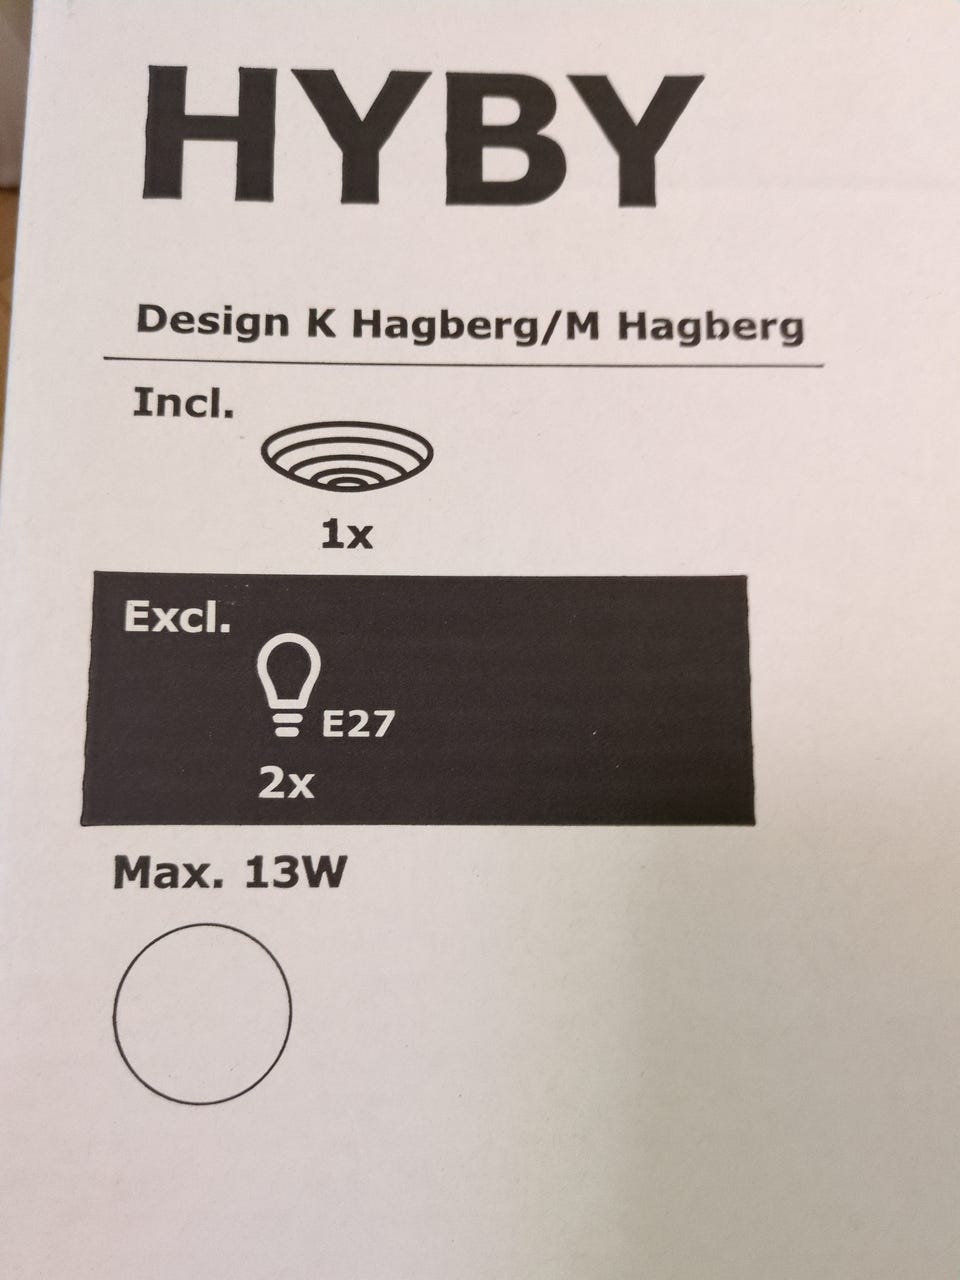 HYBY
Design K Hagberg/M Hagberg
Incl.
1x
Excl.
E27
2x
Max. 13W